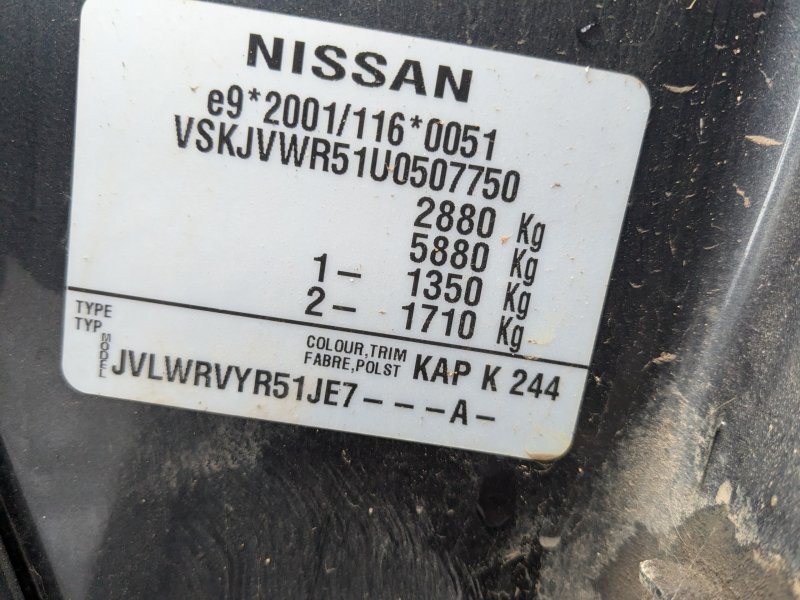 NISSAN
e9*2001/116*0051
VSKJVWR51U0507750
2880 Kg
5880 Kg
1- 1350 Kg
2- 1710 Kg
TYPE
TYP
COLOUR,TRIM
FABRE,POLST
KAP K 244
MODEL
JVLWRVYR51JE7---A-